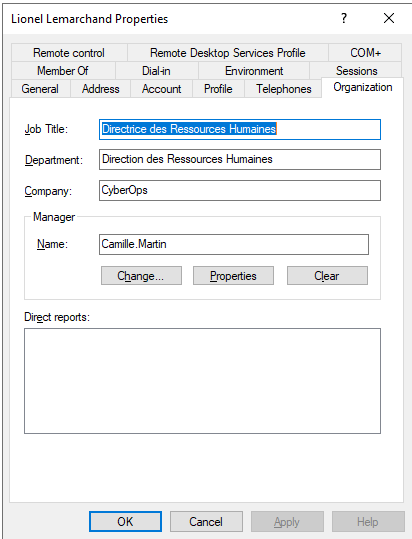 Lionel Lemarchand Properties ? ×
Remote control Remote Desktop Services Profile COM+
Member Of Dial-in Environment Sessions
General Address Account Profile Telephones Organization
Job Title: Directrice des Ressources Humaines
Department: Direction des Ressources Humaines
Company: CyberOps
Manager
Name: Camille.Martin
Change... Properties Clear
Direct reports:
OK Cancel Apply Help